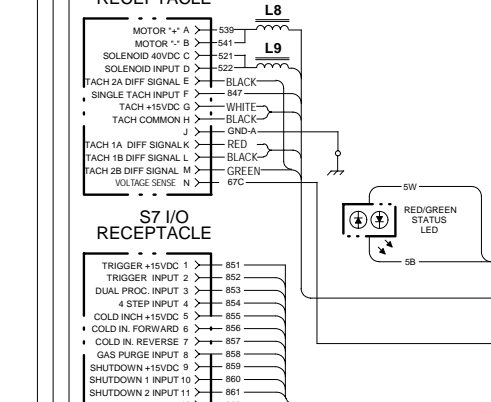 RECEPTACLE
L8
MOTOR "+" A 539
MOTOR "-" B 541
L9
SOLENOID 40VDC C 521
SOLENOID INPUT D 522
TACH 2A DIFF SIGNAL E BLACK
SINGLE TACH INPUT F 847
TACH +15VDC G WHITE
TACH COMMON H BLACK
J GND-A
TACH 1A DIFF SIGNAL K RED
TACH 1B DIFF SIGNAL L BLACK
TACH 2B DIFF SIGNAL M GREEN
VOLTAGE SENSE N 67C
5W
RED/GREEN
STATUS
LED
5B
S7 I/O
RECEPTACLE
TRIGGER +15VDC 1 851
TRIGGER INPUT 2 852
DUAL PROC. INPUT 3 853
4 STEP INPUT 4 854
COLD INCH +15VDC 5 855
COLD IN. FORWARD 6 856
COLD IN. REVERSE 7 857
GAS PURGE INPUT 8 858
SHUTDOWN +15VDC 9 859
SHUTDOWN 1 INPUT 10 860
SHUTDOWN 2 INPUT 11 861